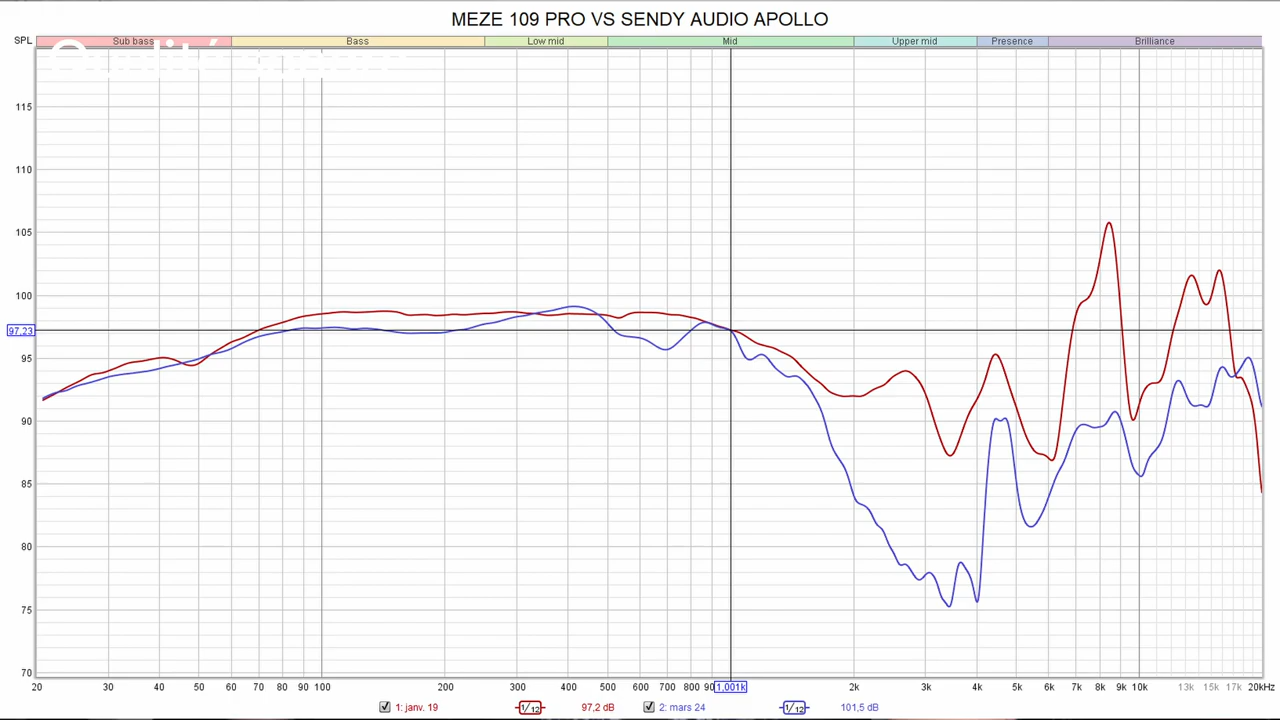 MEZE 109 PRO VS SENDY AUDIO APOLLO
SPL Sub bass Bass Low mid Mid Upper mid Presence Brilliance
115
110
105
100
97,23
95
90
85
80
75
70
20 30 40 50 60 70 80 90 100 200 300 400 500 600 700 800 90 1,001k 2k 3k 4k 5k 6k 7k 8k 9k 10k 13k 15k 17k 20kHz
1: janv. 19 1/12 97,2 dB 2: mars 24 1/12 101,5 dB